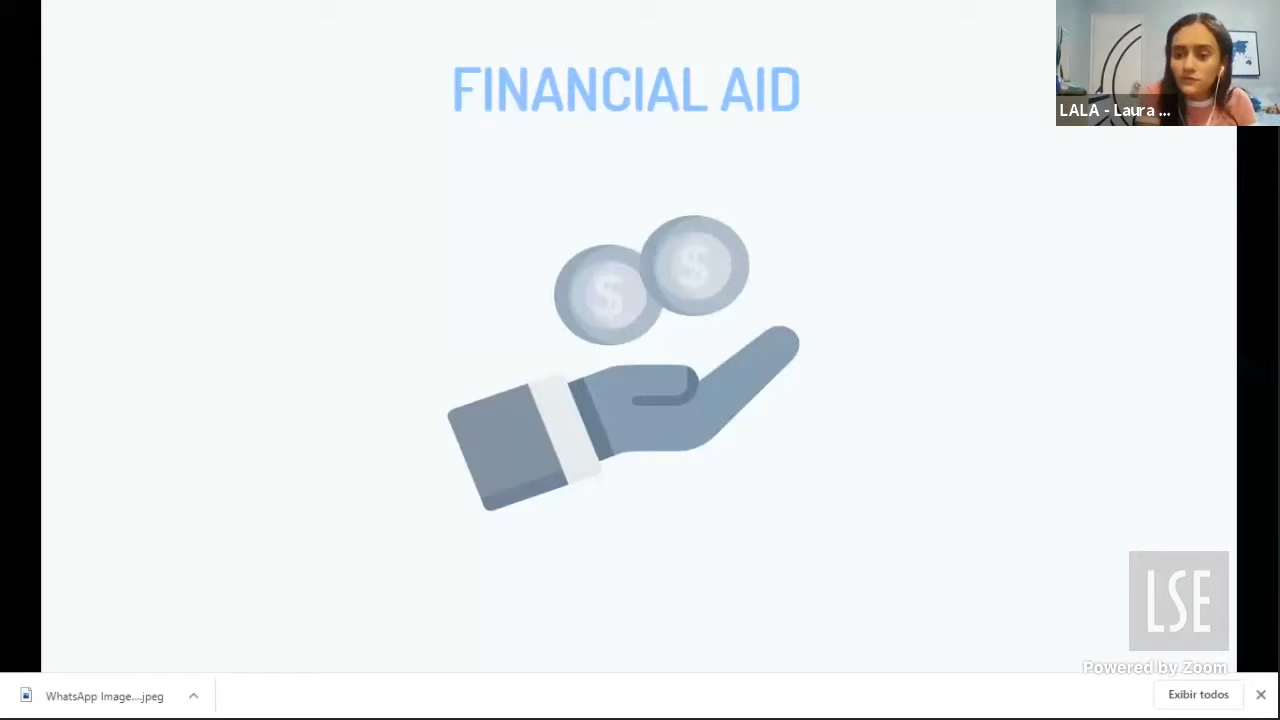 FINANCIAL AID
LALA - Laura ...
$ $
LSE
Powered by Zoom
WhatsApp Image....jpeg
Exibir todos